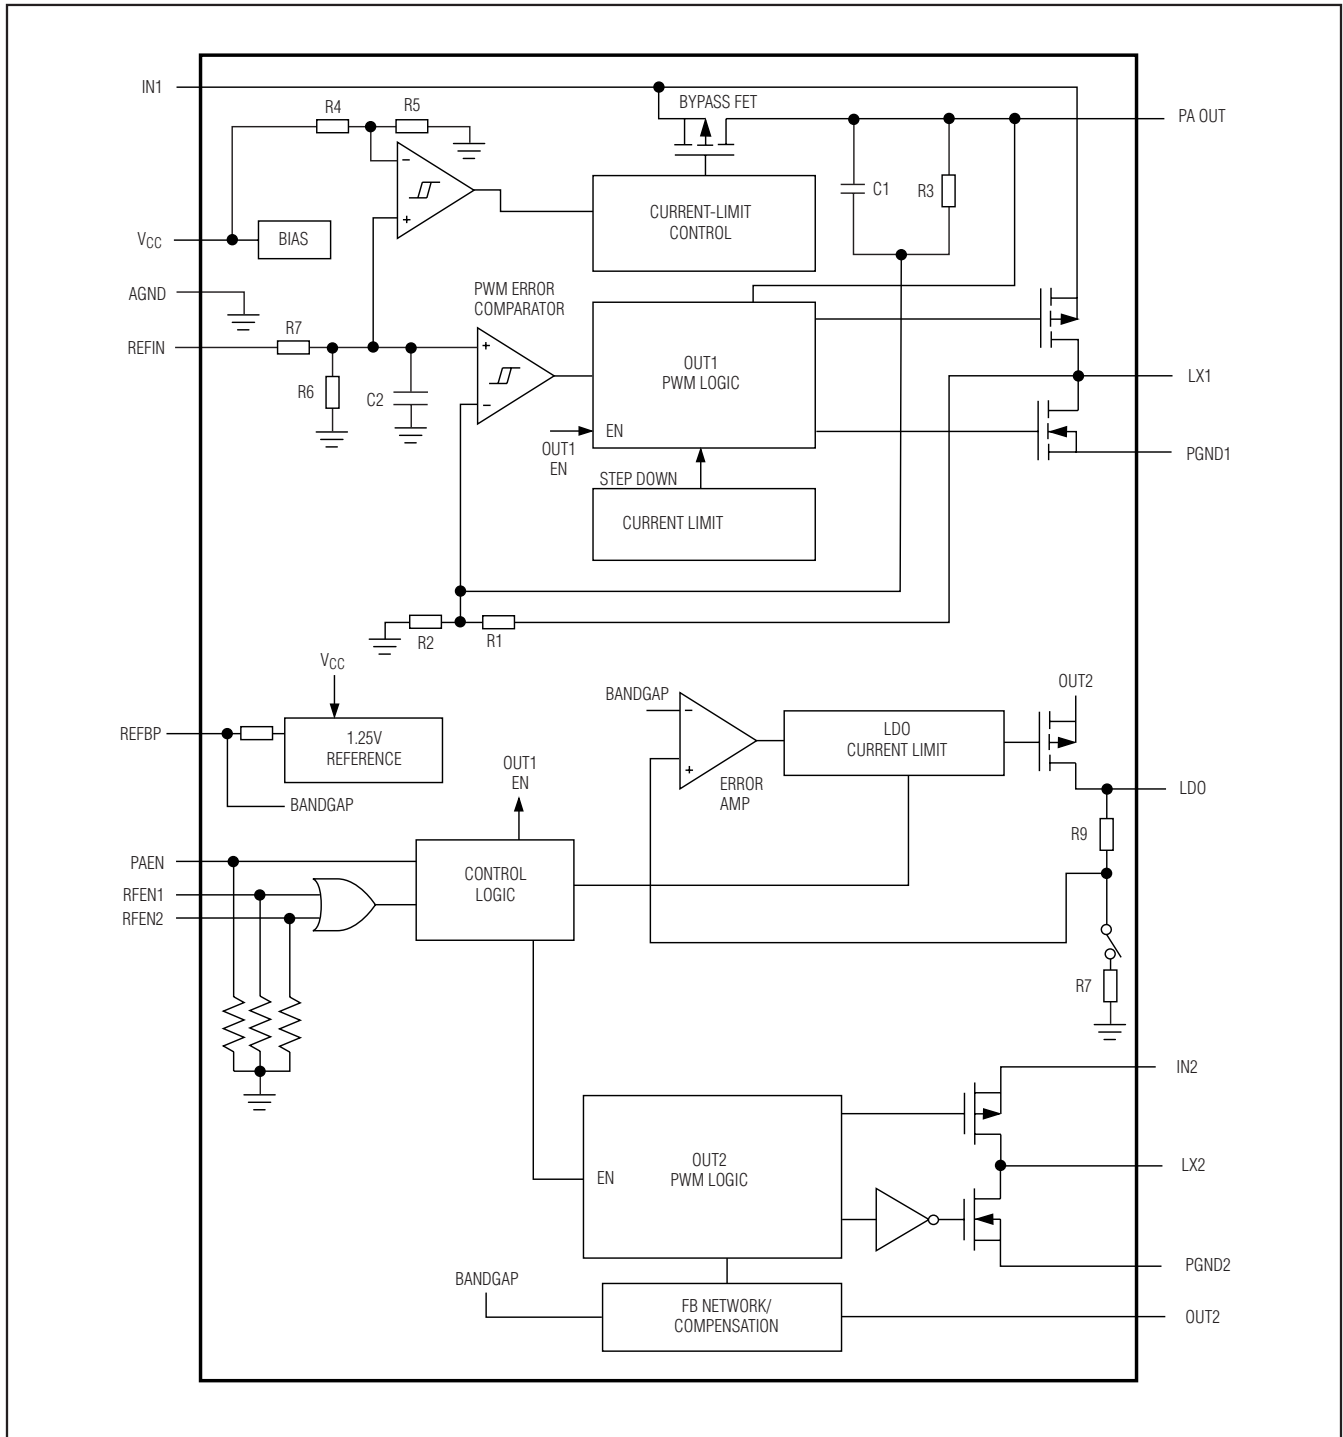 IN1
R4
R5
BYPASS FET
PA OUT
C1
R3
CURRENT-LIMIT
CONTROL
VCC
BIAS
AGND
PWM ERROR
COMPARATOR
R7
REFIN
OUT1
PWM LOGIC
R6
C2
LX1
EN
OUT1
EN
PGND1
STEP DOWN
CURRENT LIMIT
R2
R1
VCC
BANDGAP
OUT2
REFBP
1.25V
REFERENCE
LDO
CURRENT LIMIT
OUT1
EN
ERROR
AMP
LDO
BANDGAP
R9
PAEN
CONTROL
LOGIC
RFEN1
RFEN2
R7
IN2
OUT2
PWM LOGIC
EN
LX2
PGND2
BANDGAP
FB NETWORK/
COMPENSATION
OUT2